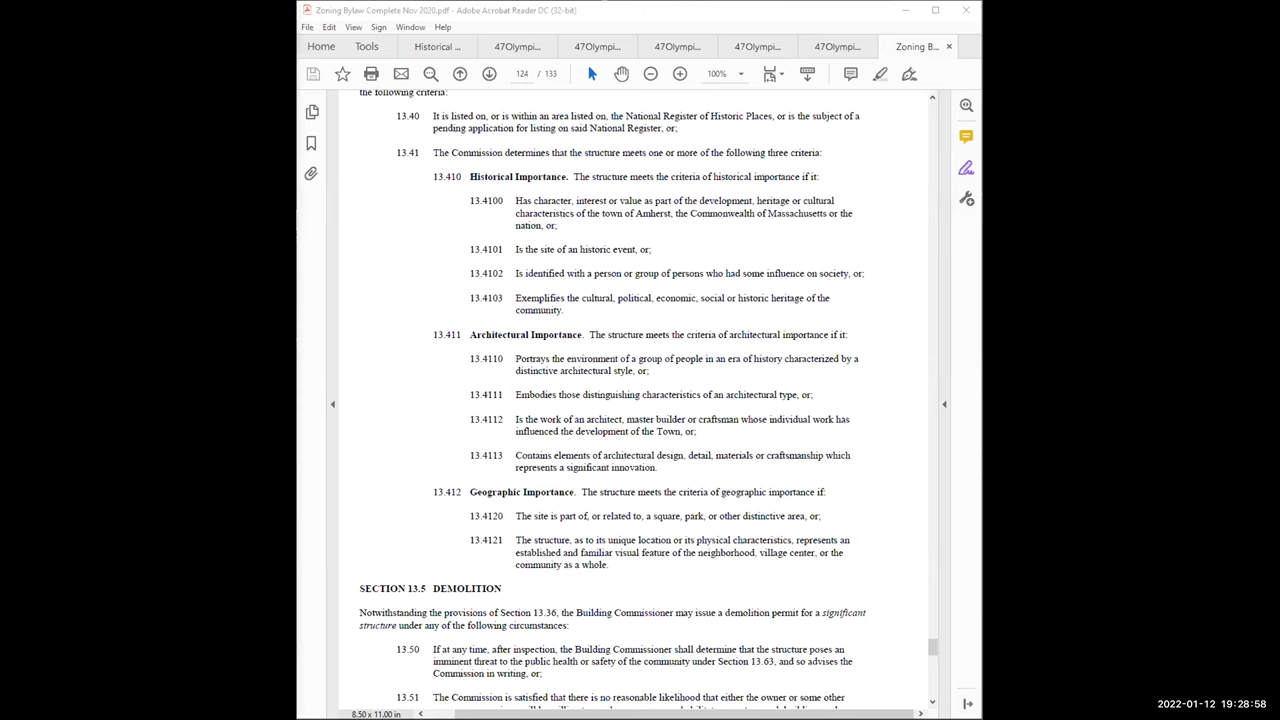 Zoning Bylaw Complete Nov 2020.pdf - Adobe Acrobat Reader DC (32-bit)
File Edit View Sign Window Help
Home Tools Historical ... 47Olympi... 47Olympi... 47Olympi... 47Olympi... 47Olympi... Zoning B... ×
124 / 133 100%
the following criteria:
13.40 It is listed on, or is within an area listed on, the National Register of Historic Places, or is the subject of a
pending application for listing on said National Register, or;
13.41 The Commission determines that the structure meets one or more of the following three criteria:
13.410 Historical Importance. The structure meets the criteria of historical importance if it:
13.4100 Has character, interest or value as part of the development, heritage or cultural
characteristics of the town of Amherst, the Commonwealth of Massachusetts or the
nation, or;
13.4101 Is the site of an historic event, or;
13.4102 Is identified with a person or group of persons who had some influence on society, or;
13.4103 Exemplifies the cultural, political, economic, social or historic heritage of the
community.
13.411 Architectural Importance. The structure meets the criteria of architectural importance if it:
13.4110 Portrays the environment of a group of people in an era of history characterized by a
distinctive architectural style, or;
13.4111 Embodies those distinguishing characteristics of an architectural type, or;
13.4112 Is the work of an architect, master builder or craftsman whose individual work has
influenced the development of the Town, or;
13.4113 Contains elements of architectural design, detail, materials or craftsmanship which
represents a significant innovation.
13.412 Geographic Importance. The structure meets the criteria of geographic importance if:
13.4120 The site is part of, or related to, a square, park, or other distinctive area, or;
13.4121 The structure, as to its unique location or its physical characteristics, represents an
established and familiar visual feature of the neighborhood, village center, or the
community as a whole.
SECTION 13.5 DEMOLITION
Notwithstanding the provisions of Section 13.36, the Building Commissioner may issue a demolition permit for a significant
structure under any of the following circumstances:
13.50 If at any time, after inspection, the Building Commissioner shall determine that the structure poses an
imminent threat to the public health or safety of the community under Section 13.63, and so advises the
Commission in writing, or;
13.51 The Commission is satisfied that there is no reasonable likelihood that either the owner or some other
8.50 x 11.00 in
2022-01-12 19:28:58